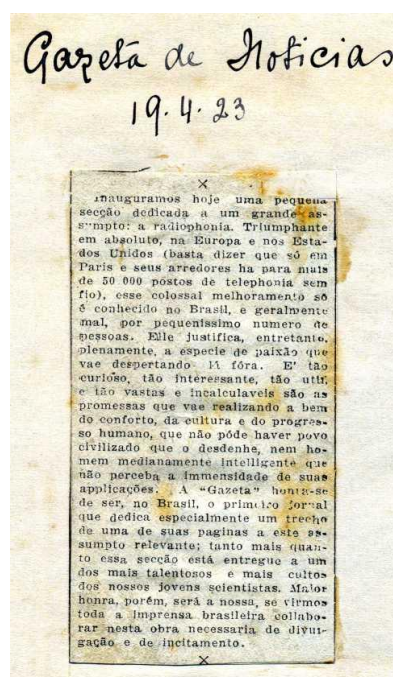 Gazeta de Noticias
19.4.23
Inauguramos hoje uma pequena
secção dedicada a um grande as-
sumpto: a radiophonia. Triumphante
em absoluto, na Europa e nos Esta-
dos Unidos (basta dizer que só em
Paris e seus arredores ha para mais
de 50 000 postos de telephonia sem
fio), esse colossal melhoramento só
é conhecido no Brasil, e geralmente
mal, por pequenissimo numero de
pessoas. Elle justifica, entretanto,
plenamente, a especie de paixão que
vae despertando lá fóra. E' tão
curioso, tão interessante, tão util,
e tão vastas e incalculaveis são as
promessas que vae realizando a bem
do conforto, da cultura e do progres-
so humano, que não póde haver povo
civilizado que o desdenhe, nem ho-
mem medianamente intelligente que
não perceba a immensidade de suas
applicações. A “Gazeta” honra-se
de ser, no Brasil, o primeiro jornal
que dedica especialmente um trecho
de uma de suas paginas a este as-
sumpto relevante; tanto mais quan-
to essa secção está entregue a um
dos mais talentosos e mais cultos
dos nossos jovens scientistas. Maior
honra, porém, será a nossa, se virmos
toda a imprensa brasileira collabo-
rar nesta obra necessaria de divul-
gação e de incitamento.